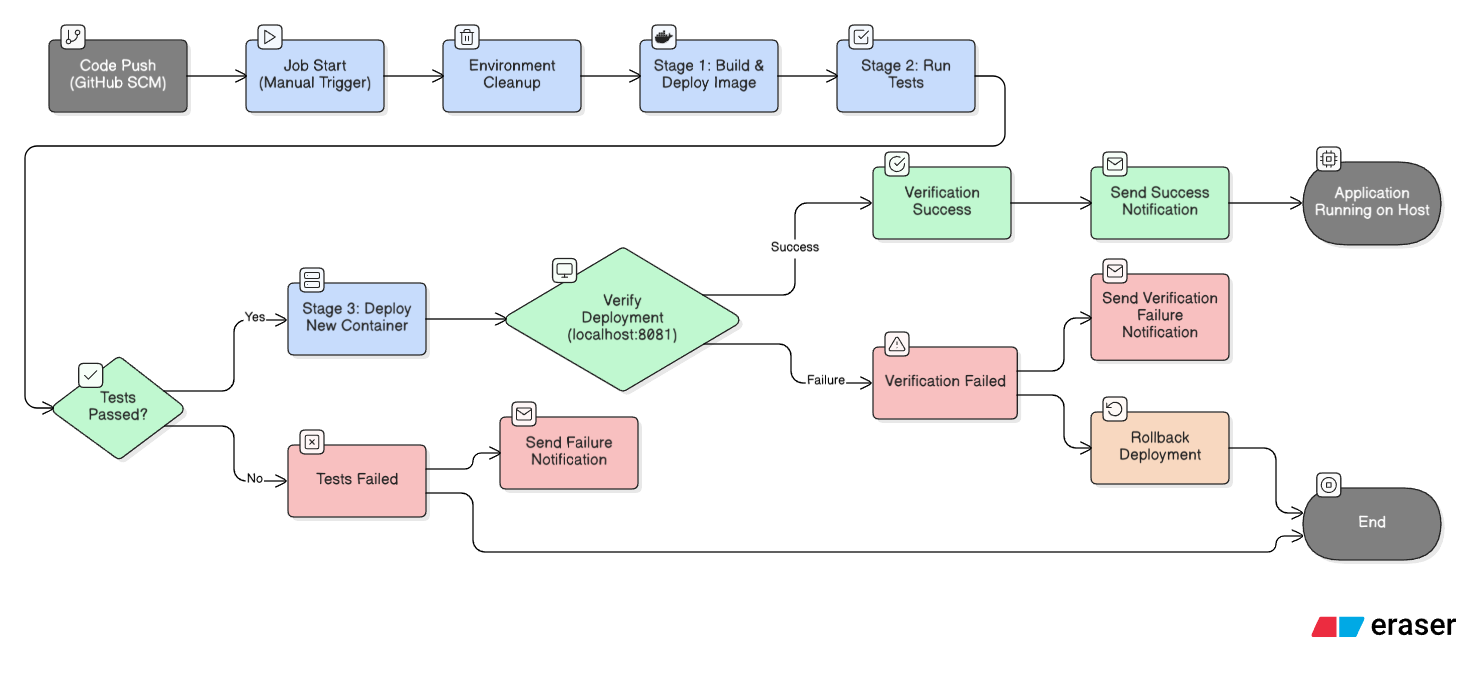 Code Push
(GitHub SCM)
Job Start
(Manual Trigger)
Environment
Cleanup
Stage 1: Build &
Deploy Image
Stage 2: Run
Tests
Verification
Success
Send Success
Notification
Application
Running on Host
Success
Send Verification
Failure
Notification
Stage 3: Deploy
New Container
Verify
Deployment
(localhost:8081)
Yes
Failure
Verification Failed
Tests
Passed?
Rollback
Deployment
Send Failure
Notification
No
Tests Failed
End
eraser